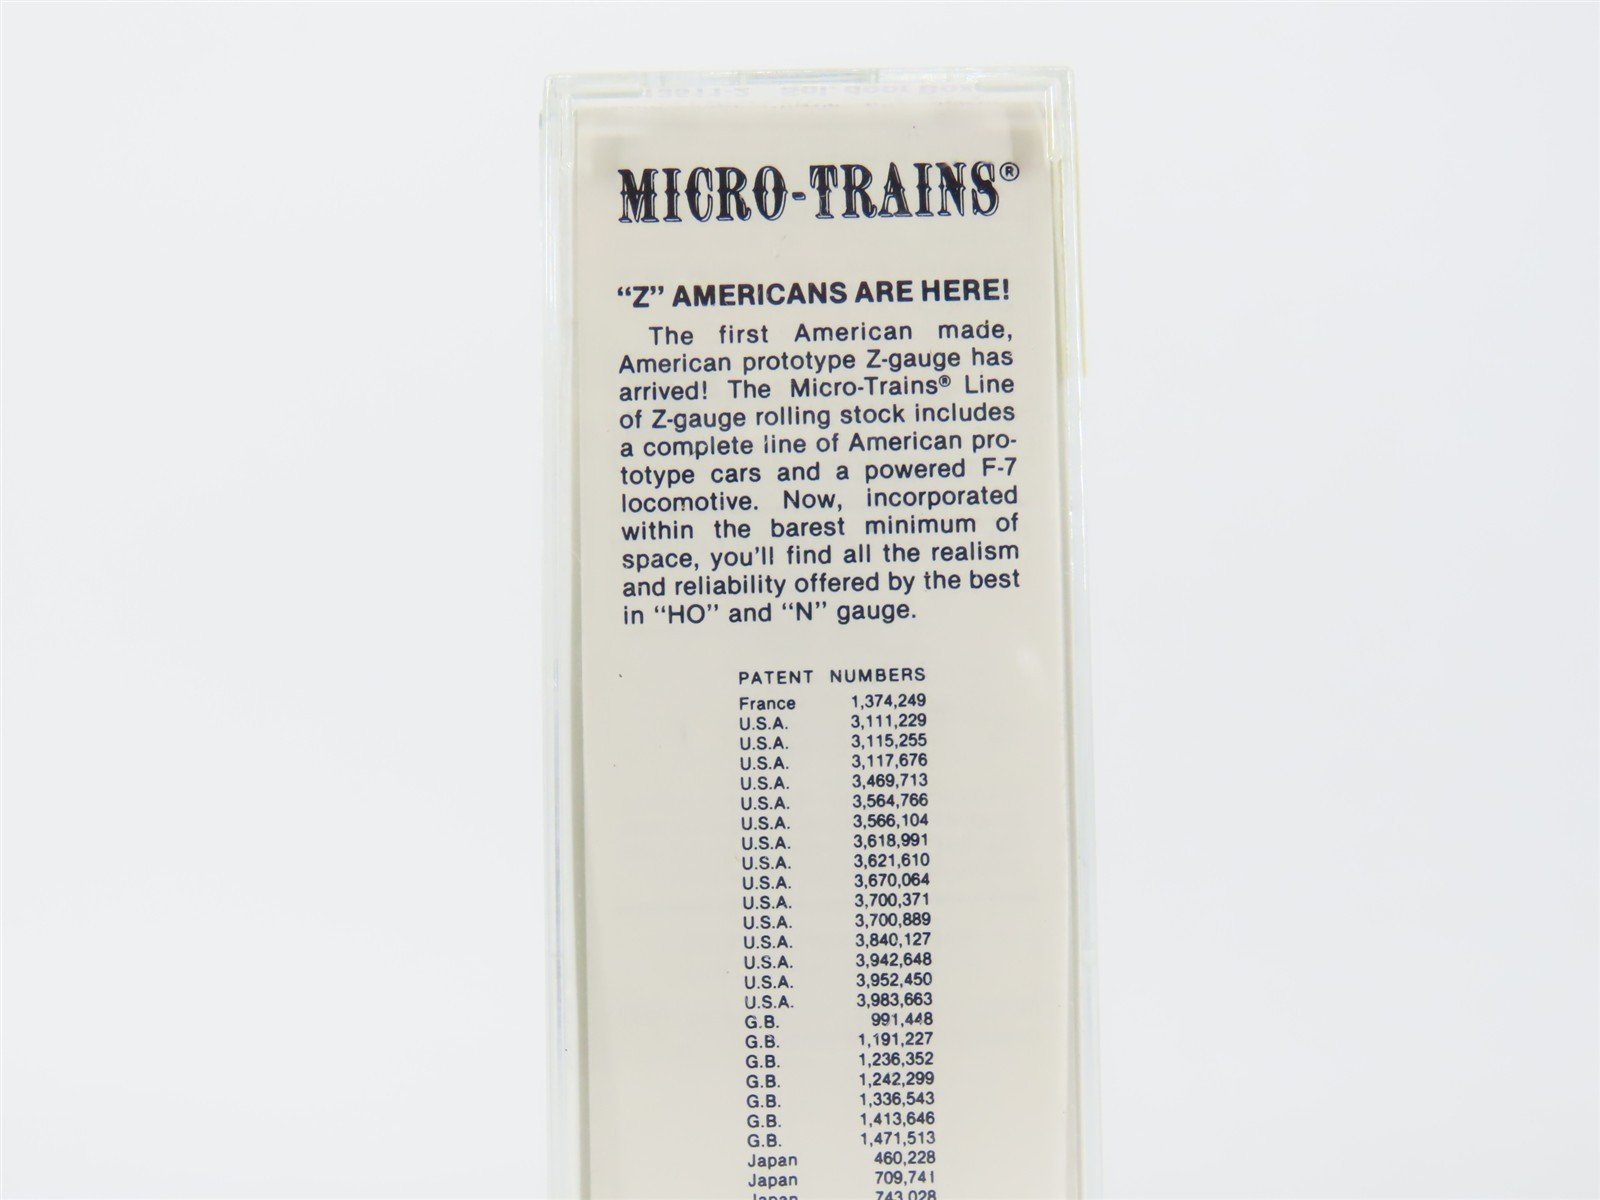 MICRO-TRAINS®
“Z” AMERICANS ARE HERE!
The first American made,
American prototype Z-gauge has
arrived! The Micro-Trains® Line
of Z-gauge rolling stock includes
a complete line of American pro-
totype cars and a powered F-7
locomotive. Now, incorporated
within the barest minimum of
space, you'll find all the realism
and reliability offered by the best
in “HO” and “N” gauge.
PATENT NUMBERS
France 1,374,249
U.S.A. 3,111,229
U.S.A. 3,115,255
U.S.A. 3,117,676
U.S.A. 3,469,713
U.S.A. 3,564,766
U.S.A. 3,566,104
U.S.A. 3,618,991
U.S.A. 3,621,610
U.S.A. 3,670,064
U.S.A. 3,700,371
U.S.A. 3,700,889
U.S.A. 3,840,127
U.S.A. 3,942,648
U.S.A. 3,952,450
U.S.A. 3,983,663
G.B. 991,448
G.B. 1,191,227
G.B. 1,236,352
G.B. 1,242,299
G.B. 1,336,543
G.B. 1,413,646
G.B. 1,471,513
Japan 460,228
Japan 709,741
Japan 743,028